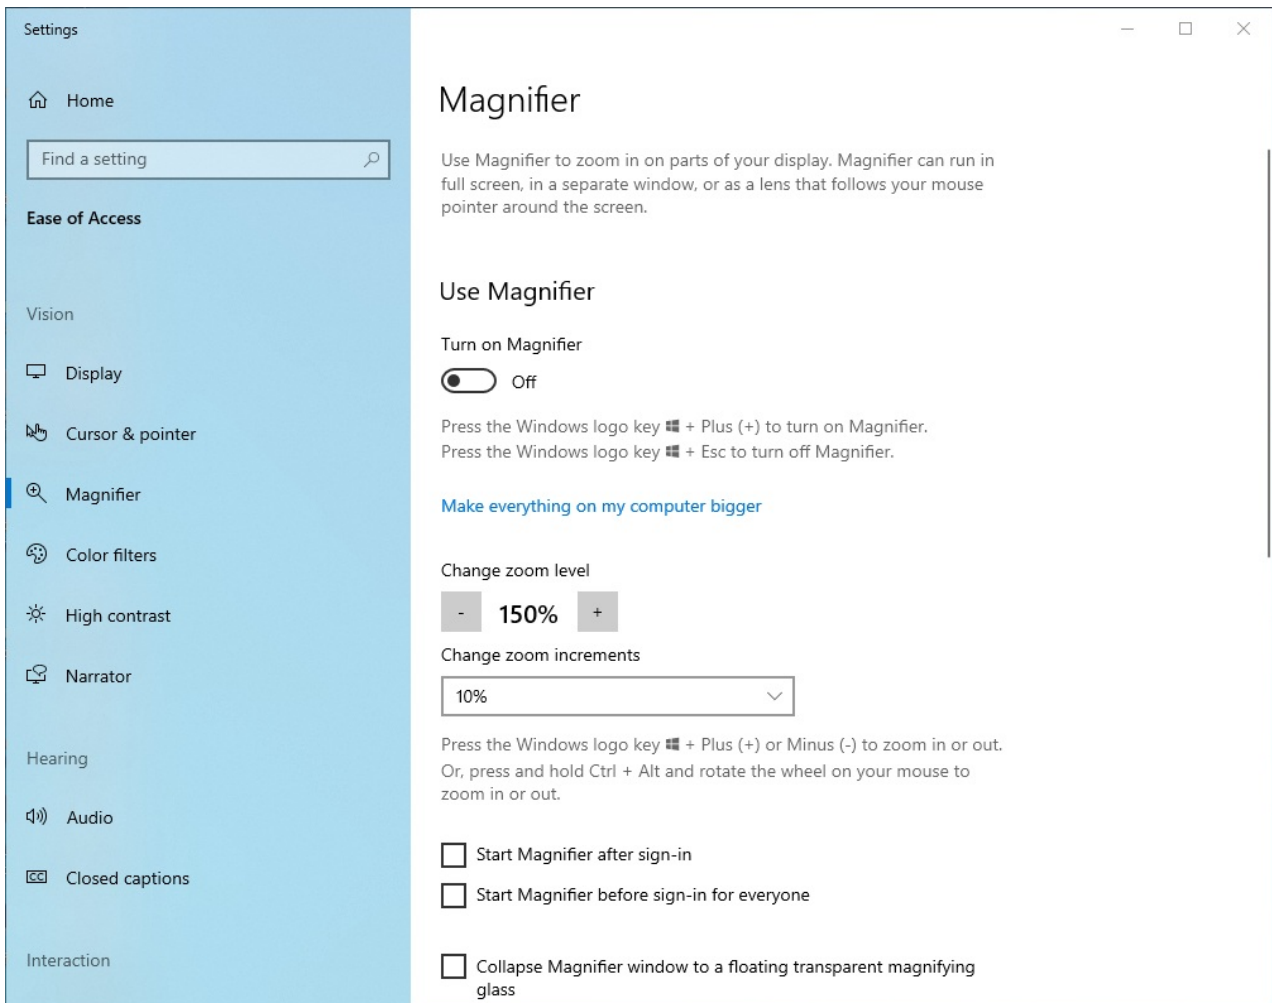 Settings
Home
Find a setting
Ease of Access
Vision
Display
Cursor & pointer
Magnifier
Color filters
High contrast
Narrator
Hearing
Audio
Closed captions
Interaction
Magnifier
Use Magnifier to zoom in on parts of your display. Magnifier can run in
full screen, in a separate window, or as a lens that follows your mouse
pointer around the screen.
Use Magnifier
Turn on Magnifier
Off
Press the Windows logo key + Plus (+) to turn on Magnifier.
Press the Windows logo key + Esc to turn off Magnifier.
Make everything on my computer bigger
Change zoom level
- 150% +
Change zoom increments
10%
Press the Windows logo key + Plus (+) or Minus (-) to zoom in or out.
Or, press and hold Ctrl + Alt and rotate the wheel on your mouse to
zoom in or out.
Start Magnifier after sign-in
Start Magnifier before sign-in for everyone
Collapse Magnifier window to a floating transparent magnifying
glass